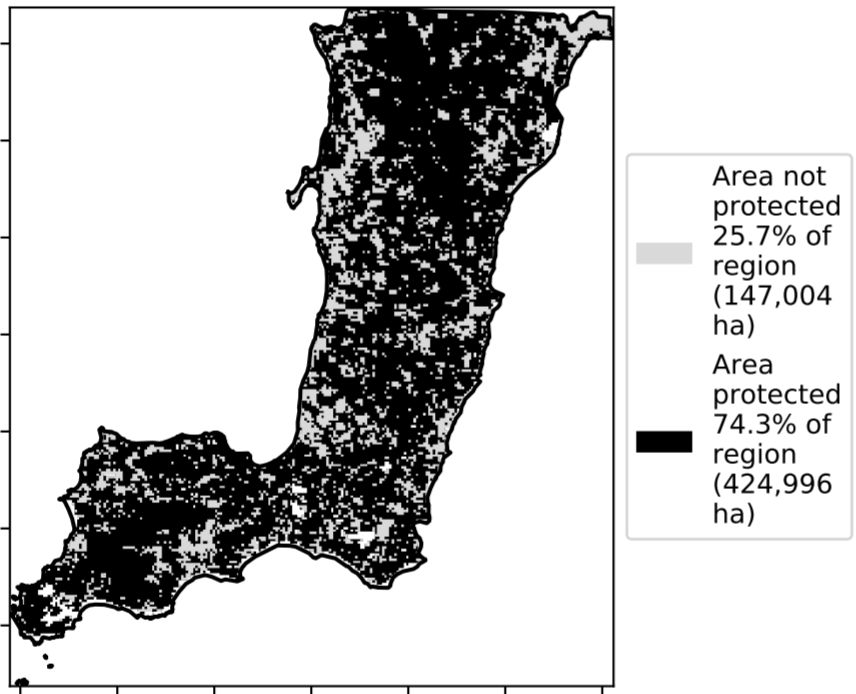 Area not
protected
25.7% of
region
(147,004
ha)
Area
protected
74.3% of
region
(424,996
ha)